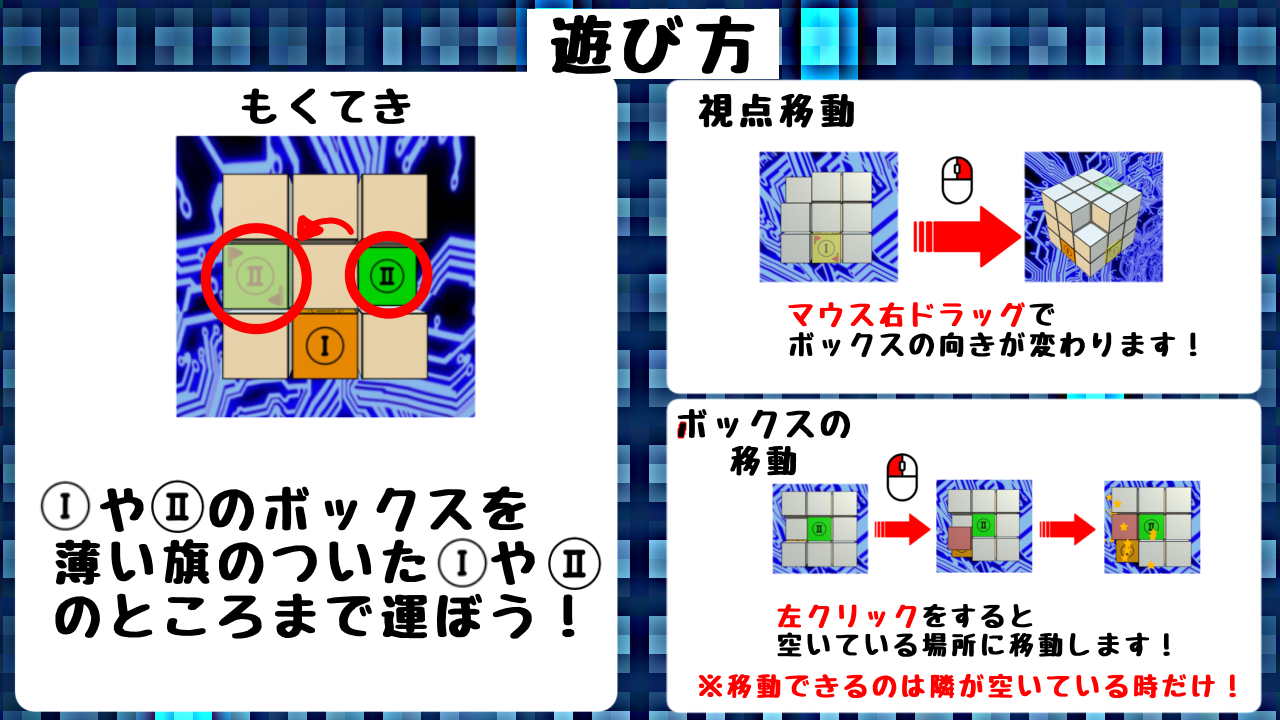 遊び方
もくてき
Ⅱ
Ⅱ
Ⅰ
ⅠやⅡのボックスを
薄い旗のついたⅠやⅡ
のところまで運ぼう！
視点移動
Ⅰ
マウス右ドラッグで
ボックスの向きが変わります！
ボックスの
移動
Ⅱ
Ⅱ
Ⅱ
左クリックをすると
空いている場所に移動します！
※移動できるのは隣が空いている時だけ！